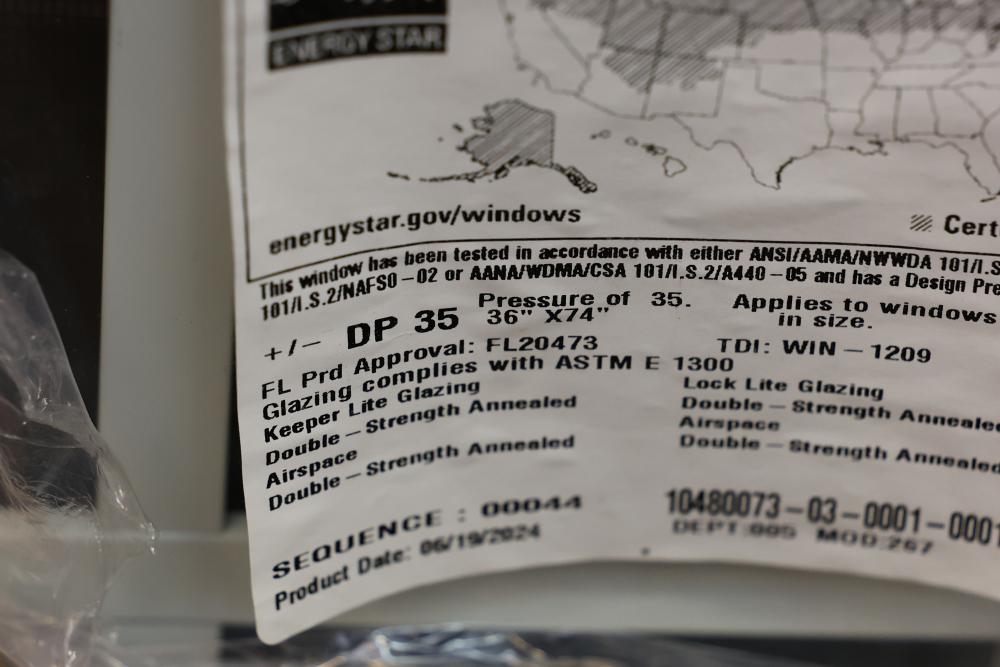 ENERGY STAR
energystar.gov/windows
Certi
This window has been tested in accordance with either ANSI/AAMA/NWWDA 101/I.S
101/I.S.2/NAFS0-02 or AANA/WDMA/CSA 101/I.S.2/A440-05 and has a Design Pre
Pressure of 35. Applies to windows
+/- DP 35 36" X74" in size.
FL Prd Approval: FL20473 TDI: WIN-1209
Glazing complies with ASTM E 1300
Keeper Lite Glazing Lock Lite Glazing
Double-Strength Annealed Double-Strength Annealed
Airspace Airspace
Double-Strength Annealed Double-Strength Annealed
SEQUENCE : 00044 10480073-03-0001-0001
Product Date: 06/19/2024 DEPT:005 MOD:267